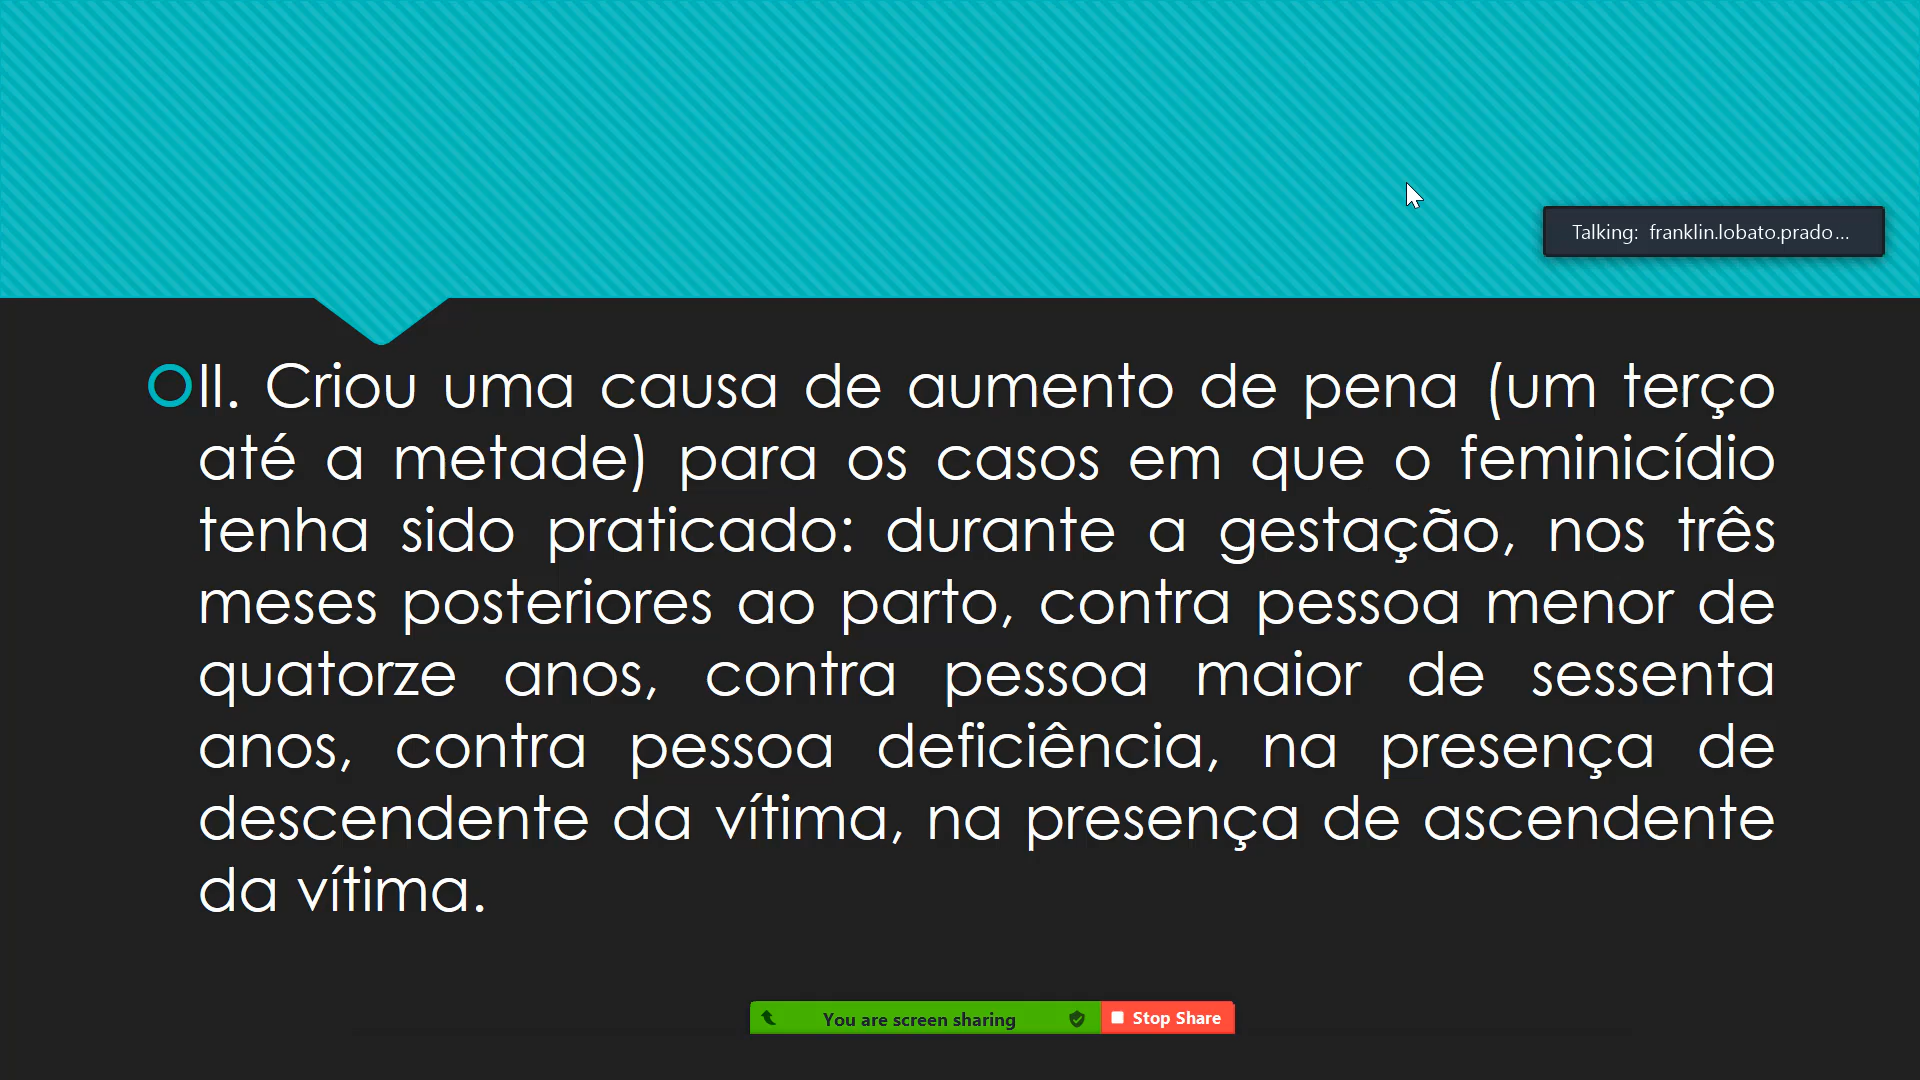 Talking: franklin.lobato.prado...
II. Criou uma causa de aumento de pena (um terço
até a metade) para os casos em que o feminicídio
tenha sido praticado: durante a gestação, nos três
meses posteriores ao parto, contra pessoa menor de
quatorze anos, contra pessoa maior de sessenta
anos, contra pessoa deficiência, na presença de
descendente da vítima, na presença de ascendente
da vítima.
You are screen sharing
Stop Share